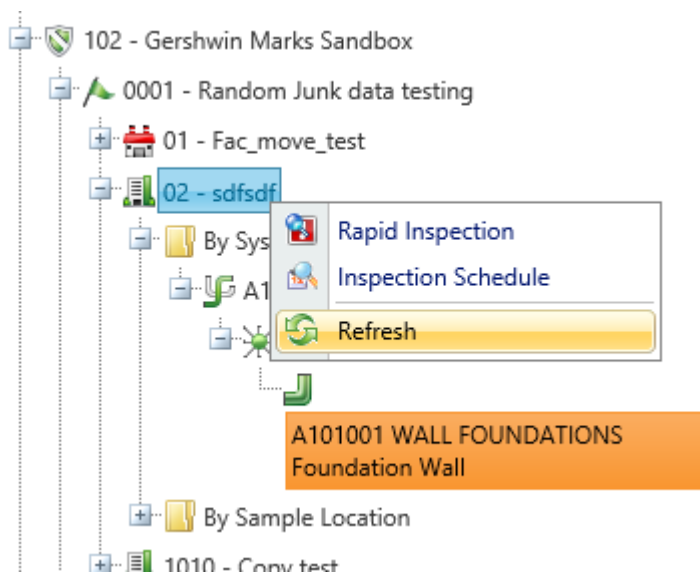 102 - Gershwin Marks Sandbox
0001 - Random Junk data testing
01 - Fac_move_test
02 - sdfsdf
Rapid Inspection
By Sys
Inspection Schedule
A1
Refresh
A101001 WALL FOUNDATIONS
Foundation Wall
By Sample Location
1010 - Copy test